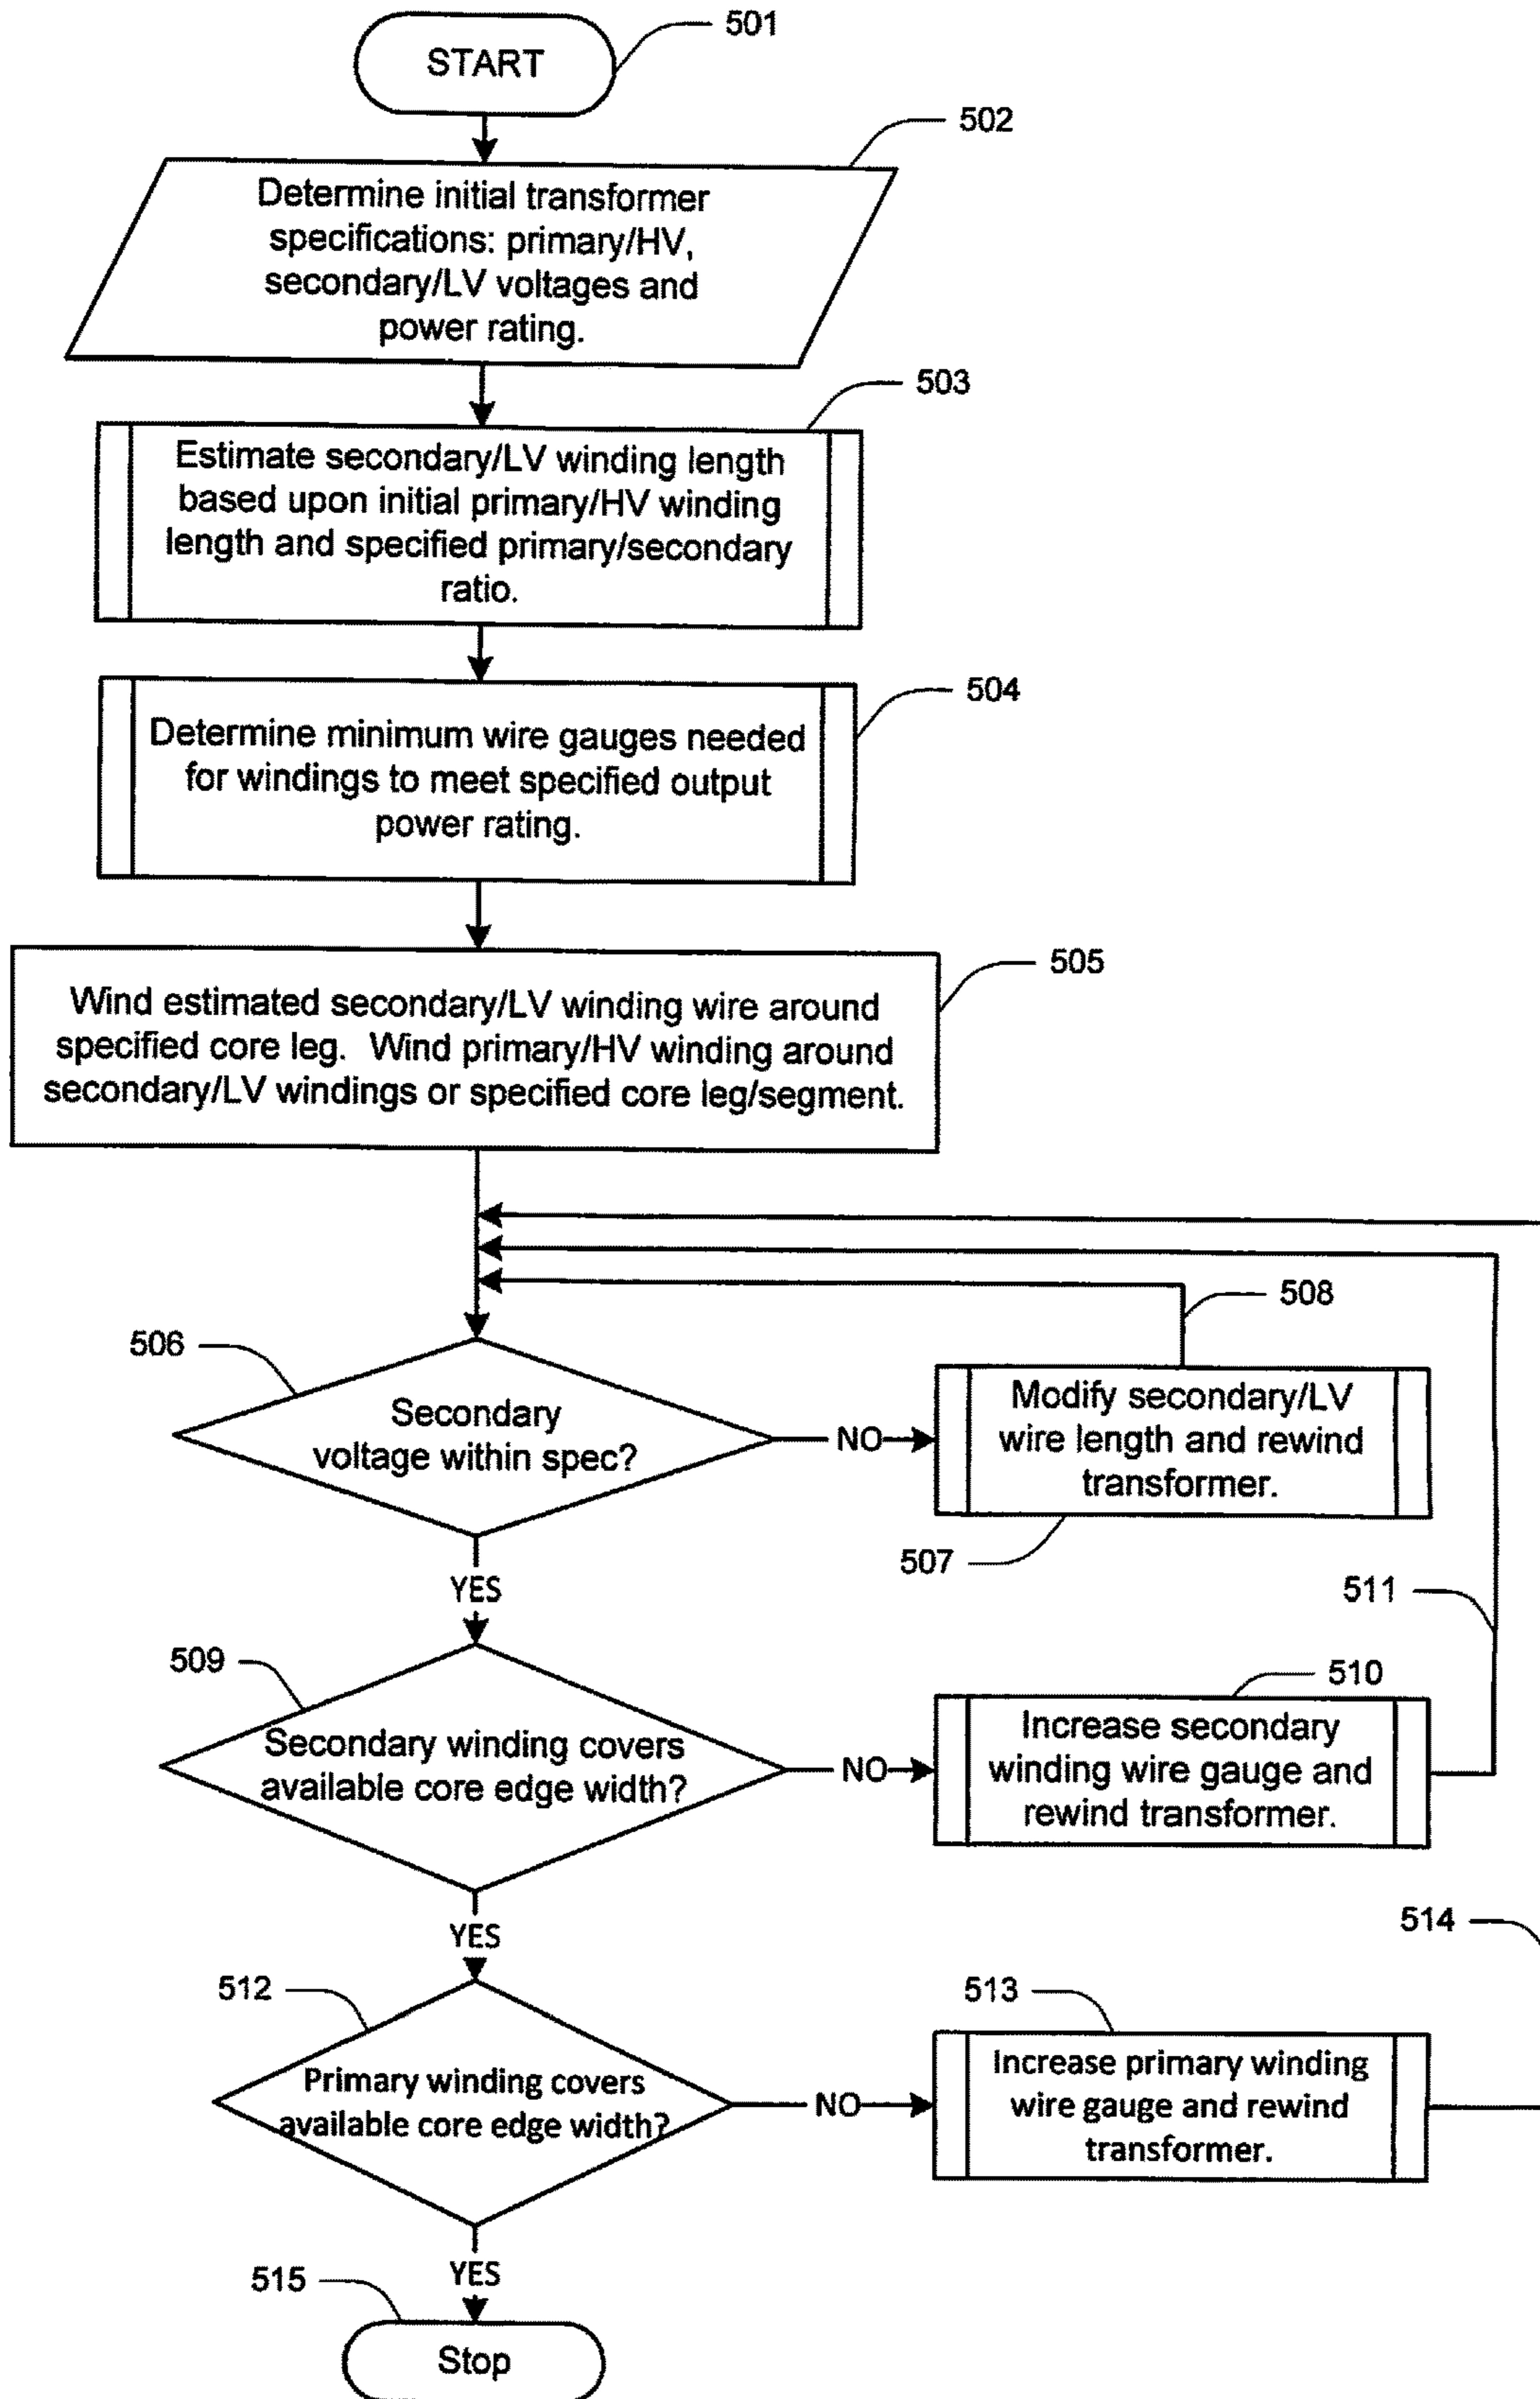 START
501
502
Determine initial transformer
specifications: primary/HV,
secondary/LV voltages and
power rating.
503
Estimate secondary/LV winding length
based upon initial primary/HV winding
length and specified primary/secondary
ratio.
504
Determine minimum wire gauges needed
for windings to meet specified output
power rating.
505
Wind estimated secondary/LV winding wire around
specified core leg. Wind primary/HV winding around
secondary/LV windings or specified core leg/segment.
508
506
Secondary
voltage within spec?
NO
Modify secondary/LV
wire length and rewind
transformer.
507
YES
511
509
Secondary winding covers
available core edge width?
NO
510
Increase secondary
winding wire gauge and
rewind transformer.
YES
514
512
Primary winding covers
available core edge width?
NO
513
Increase primary winding
wire gauge and rewind
transformer.
YES
515
Stop